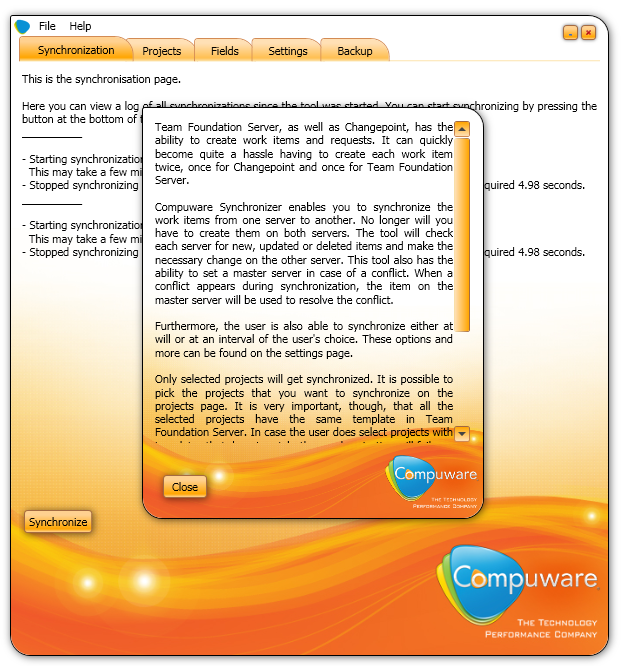 File Help
Synchronization Projects Fields Settings Backup
This is the synchronisation page.
Here you can view a log of all synchronizations since the tool was started. You can start synchronizing by pressing the
button at the bottom of
- Starting synchronization
This may take a few mi
- Stopped synchronizing
quired 4.98 seconds.
- Starting synchronization
This may take a few mi
- Stopped synchronizing
quired 4.98 seconds.
Team Foundation Server, as well as Changepoint, has the
ability to create work items and requests. It can quickly
become quite a hassle having to create each work item
twice, once for Changepoint and once for Team Foundation
Server.
Compuware Synchronizer enables you to synchronize the
work items from one server to another. No longer will you
have to create them on both servers. The tool will check
each server for new, updated or deleted items and make the
necessary change on the other server. This tool also has the
ability to set a master server in case of a conflict. When a
conflict appears during synchronization, the item on the
master server will be used to resolve the conflict.
Furthermore, the user is also able to synchronize either at
will or at an interval of the user's choice. These options and
more can be found on the settings page.
Only selected projects will get synchronized. It is possible to
pick the projects that you want to synchronize on the
projects page. It is very important, though, that all the
selected projects have the same template in Team
Foundation Server. In case the user does select projects with
Close
Compuware
The Technology
Performance Company
Synchronize
Compuware
The Technology
Performance Company